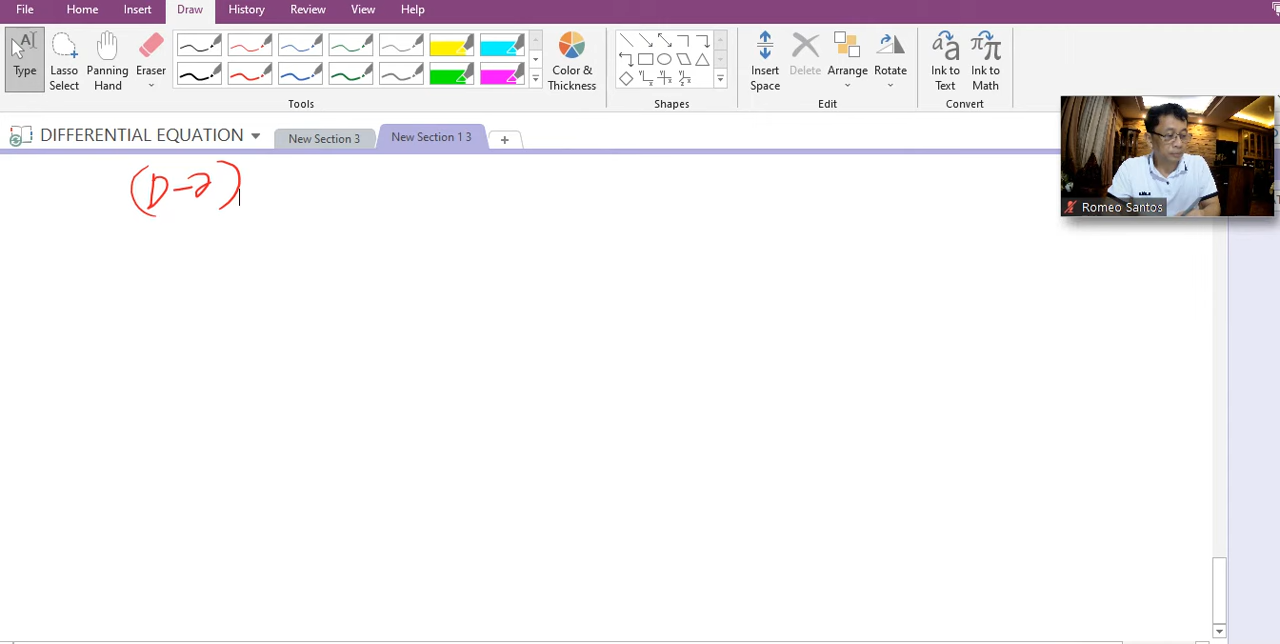 File Home Insert Draw History Review View Help
Type Lasso Select Panning Hand Eraser Color & Thickness Insert Space Delete Arrange Rotate Ink to Text Ink to Math
Tools Shapes Edit Convert
DIFFERENTIAL EQUATION New Section 3 New Section 1 3 +
(D-2)
Romeo Santos